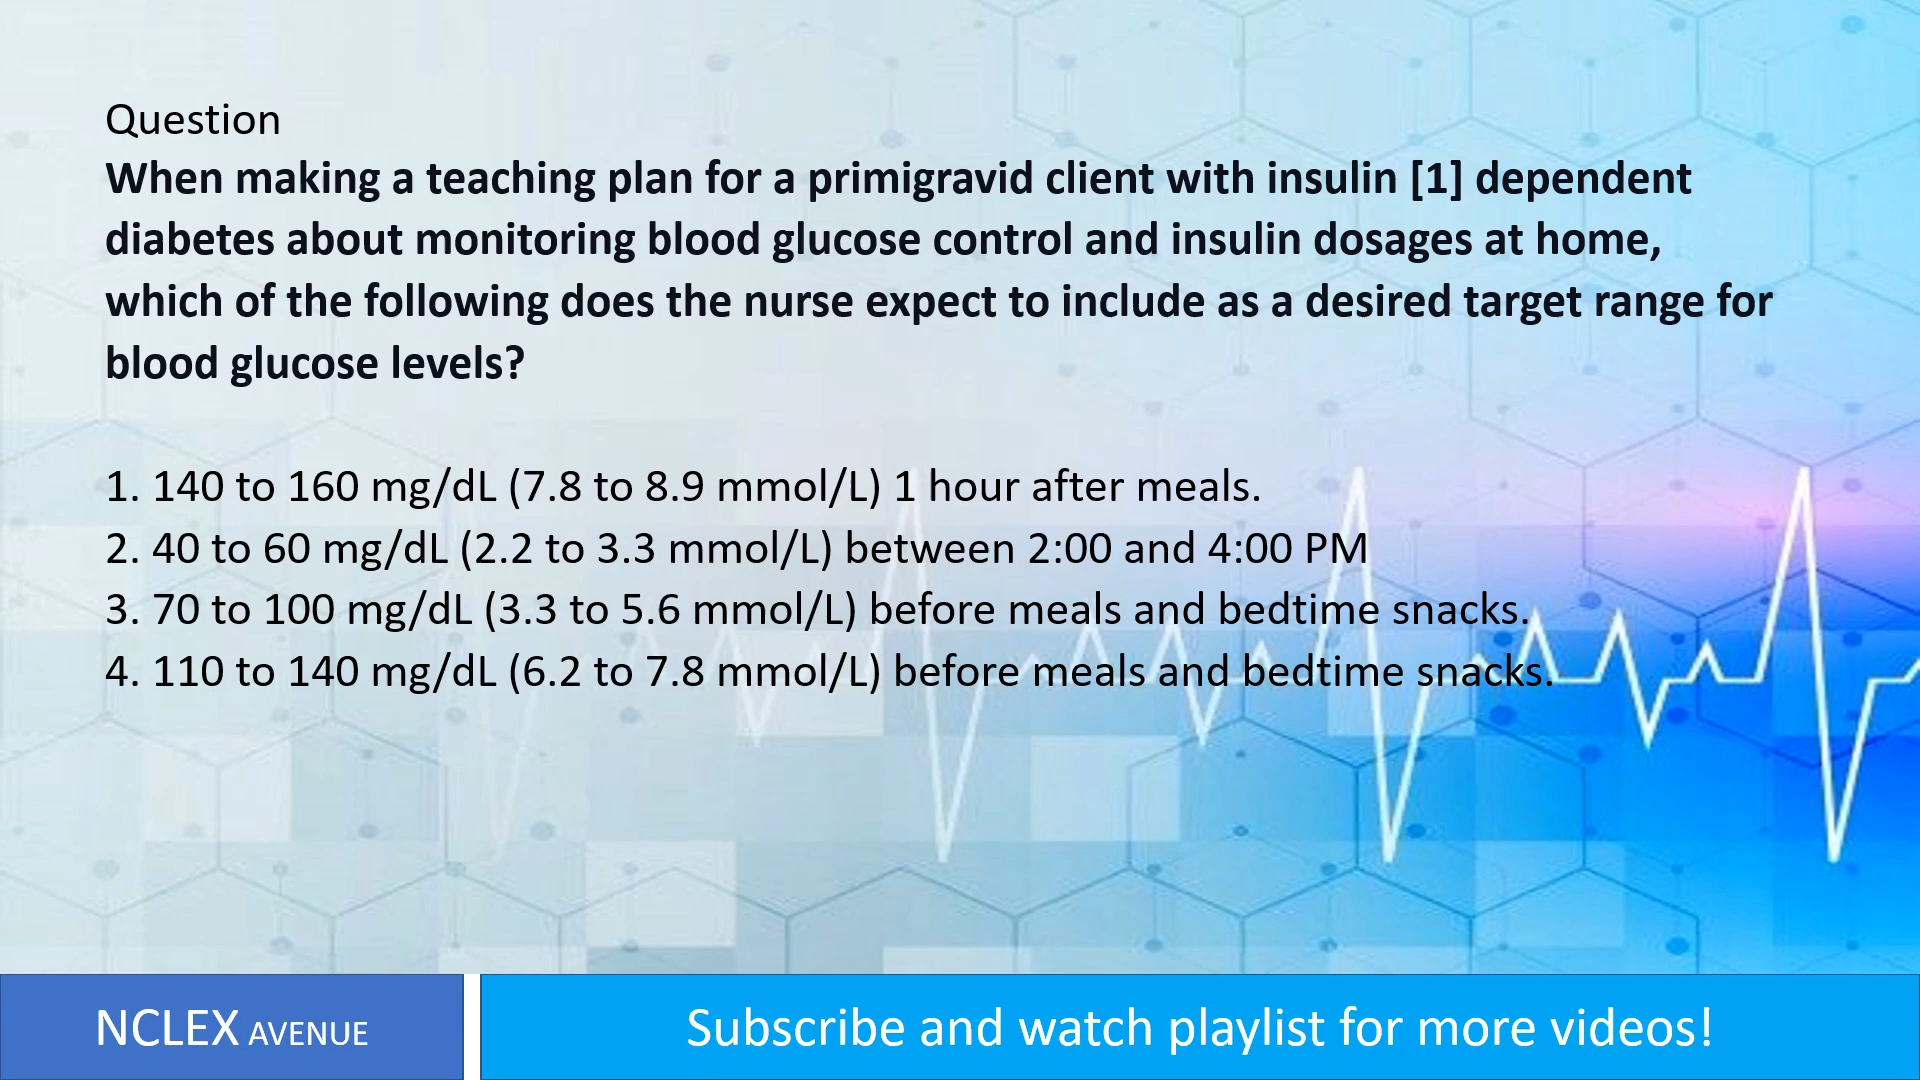 Question
When making a teaching plan for a primigravid client with insulin [1] dependent
diabetes about monitoring blood glucose control and insulin dosages at home,
which of the following does the nurse expect to include as a desired target range for
blood glucose levels?
1. 140 to 160 mg/dL (7.8 to 8.9 mmol/L) 1 hour after meals.
2. 40 to 60 mg/dL (2.2 to 3.3 mmol/L) between 2:00 and 4:00 PM
3. 70 to 100 mg/dL (3.3 to 5.6 mmol/L) before meals and bedtime snacks.
4. 110 to 140 mg/dL (6.2 to 7.8 mmol/L) before meals and bedtime snacks.
NCLEX AVENUE
Subscribe and watch playlist for more videos!